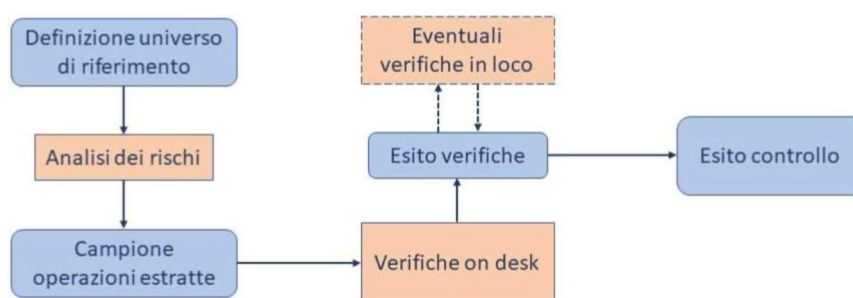 Definizione universo
di riferimento
Analisi dei rischi
Campione
operazioni estratte
Verifiche on desk
Esito verifiche
Eventuali
verifiche in loco
Esito controllo